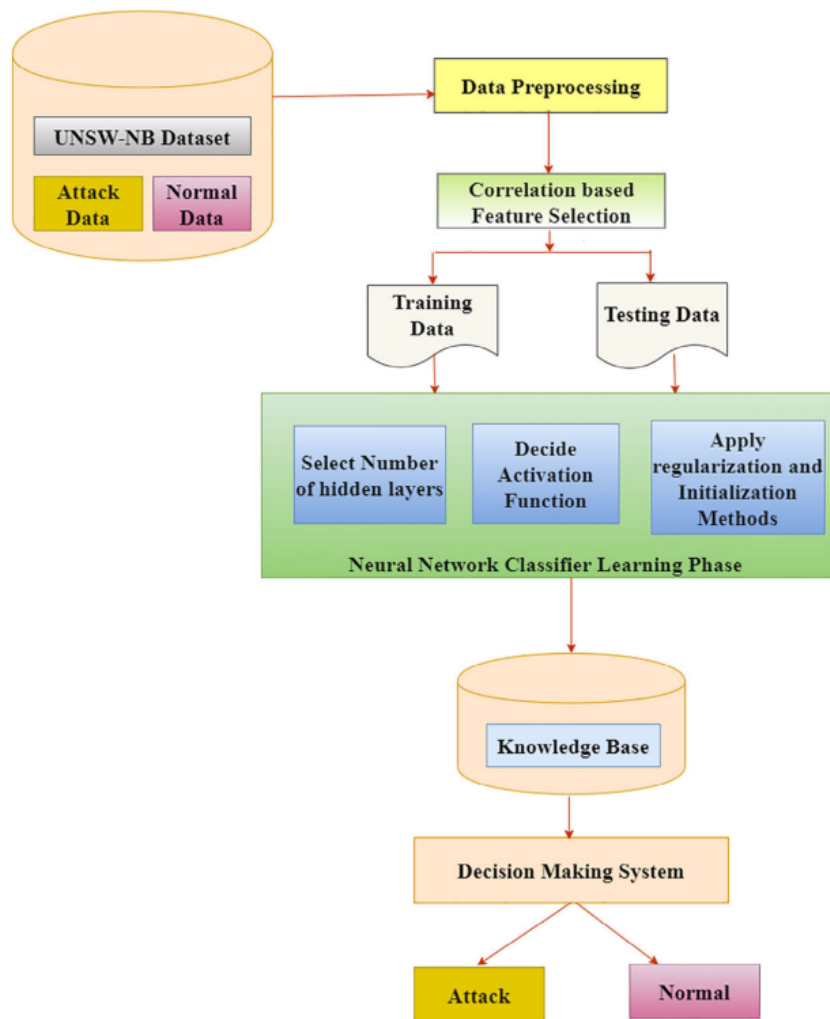 UNSW-NB Dataset
Attack
Data
Normal
Data
Data Preprocessing
Correlation based
Feature Selection
Training
Data
Testing Data
Select Number
of hidden layers
Decide
Activation
Function
Apply
regularization and
Initialization
Methods
Neural Network Classifier Learning Phase
Knowledge Base
Decision Making System
Attack
Normal